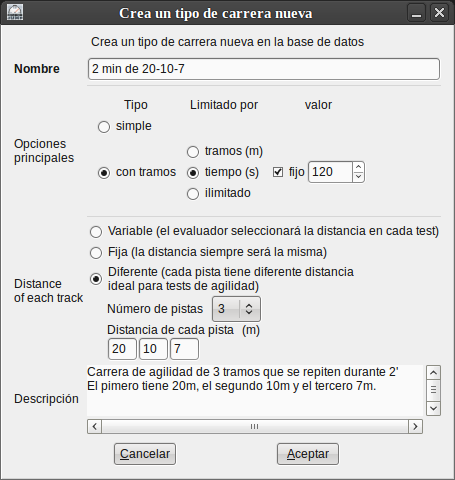 Crea un tipo de carrera nueva
Crea un tipo de carrera nueva en la base de datos
Nombre
2 min de 20-10-7
Tipo
Limitado por
valor
Opciones
principales
simple
con tramos
tramos (m)
tiempo (s)
ilimitado
fijo
120
Distance
of each track
Variable (el evaluador seleccionará la distancia en cada test)
Fija (la distancia siempre será la misma)
Diferente (cada pista tiene diferente distancia
ideal para tests de agilidad)
Número de pistas
3
Distancia de cada pista (m)
20 10 7
Descripción
Carrera de agilidad de 3 tramos que se repiten durante 2'
El pimero tiene 20m, el segundo 10m y el tercero 7m.
Cancelar
Aceptar